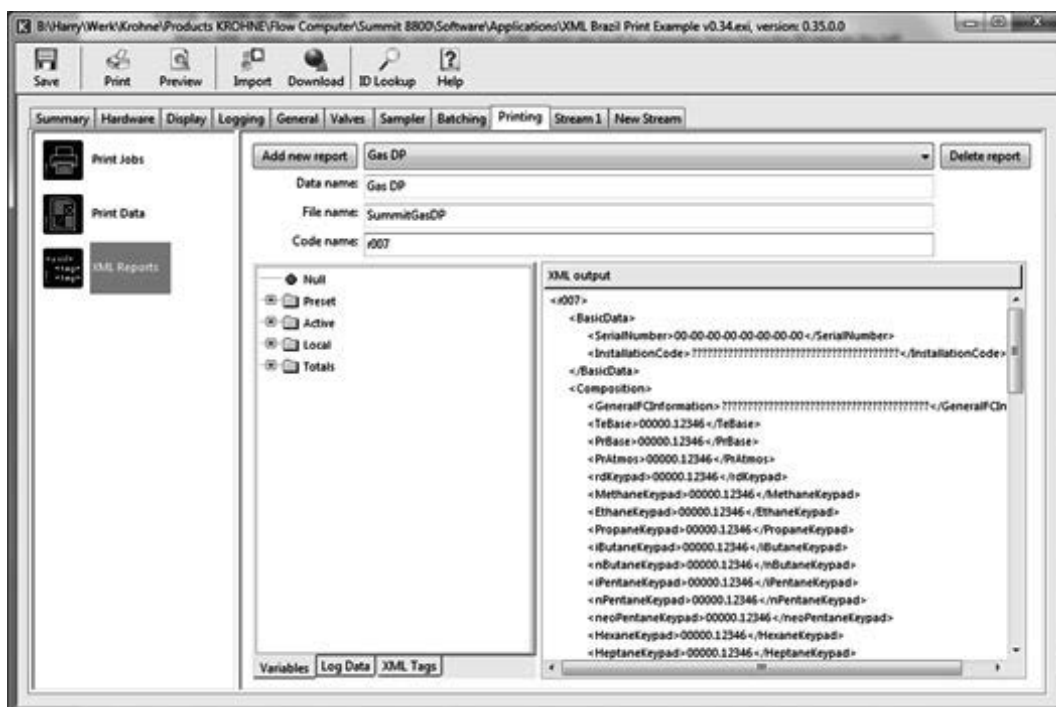 B:\Harry\Werk\Krohne\Products KROHNE\Flow Computer\Summit 8800\Software\Applications\XML Brazil Print Example v0.34.exi, version: 0.35.0.0
Save Print Preview Import Download ID Lookup Help
Summary Hardware Display Logging General Valves Sampler Batching Printing Stream 1 New Stream
Print Jobs
Print Data
XML Reports
Add new report Gas DP Delete report
Data name: Gas DP
File name: SummitGasDP
Code name: r007
Null
Preset
Active
Local
Totals
Variables Log Data XML Tags
XML output
<r007>
<BasicData>
<SerialNumber>00-00-00-00-00-00-00-00</SerialNumber>
<InstallationCode>????????????????????????????????????????</InstallationCode>
</BasicData>
<Composition>
<GeneralFCInformation>????????????????????????????????????????</GeneralFCIn
<TeBase>00000.12346</TeBase>
<PrBase>00000.12346</PrBase>
<PrAtmos>00000.12346</PrAtmos>
<rdKeypad>00000.12346</rdKeypad>
<MethaneKeypad>00000.12346</MethaneKeypad>
<EthaneKeypad>00000.12346</EthaneKeypad>
<PropaneKeypad>00000.12346</PropaneKeypad>
<iButaneKeypad>00000.12346</iButaneKeypad>
<nButaneKeypad>00000.12346</nButaneKeypad>
<iPentaneKeypad>00000.12346</iPentaneKeypad>
<nPentaneKeypad>00000.12346</nPentaneKeypad>
<neoPentaneKeypad>00000.12346</neoPentaneKeypad>
<HexaneKeypad>00000.12346</HexaneKeypad>
<HeptaneKeypad>00000.12346</HeptaneKeypad>